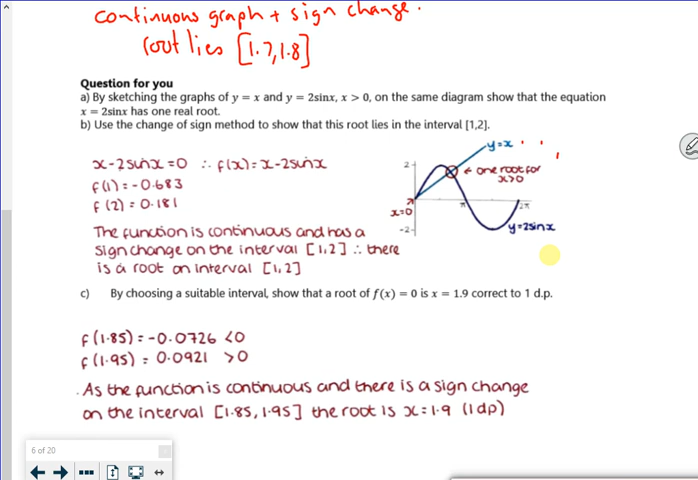 continuous graph + sign change.
root lies [1.7,1.8]
Question for you
a) By sketching the graphs of y = x and y = 2sinx, x > 0, on the same diagram show that the equation
x = 2sinx has one real root.
b) Use the change of sign method to show that this root lies in the interval [1,2].
x-2sinx=0 ∴ f(x)=x-2sinx
f(1)=-0.683
f(2)=0.181
The function is continuous and has a
sign change on the interval [1,2] ∴ there
is a root on interval [1,2]
y=x
2
← one root for
x>0
x=0
π
2π
-2
y=2sinx
c) By choosing a suitable interval, show that a root of f(x) = 0 is x = 1.9 correct to 1 d.p.
f(1.85)=-0.0726 <0
f(1.95)= 0.0921 >0
As the function is continuous and there is a sign change
on the interval [1.85,1.95] the root is x=1.9 (1dp)
6 of 20